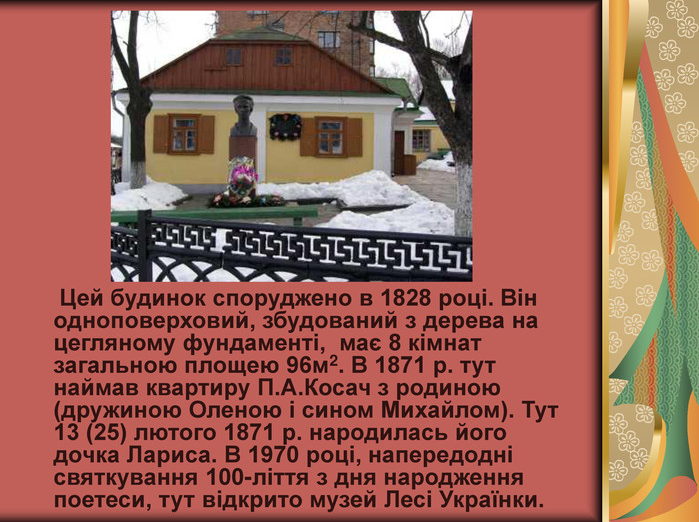 Цей будинок споруджено в 1828 році. Він
одноповерховий, збудований з дерева на
цегляному фундаменті,  має 8 кімнат
загальною площею 96м². В 1871 р. тут
наймав квартиру П.А.Косач з родиною
(дружиною Оленою і сином Михайлом). Тут
13 (25) лютого 1871 р. народилась його
дочка Лариса. В 1970 році, напередодні
святкування 100-ліття з дня народження
поетеси, тут відкрито музей Лесі Українки.